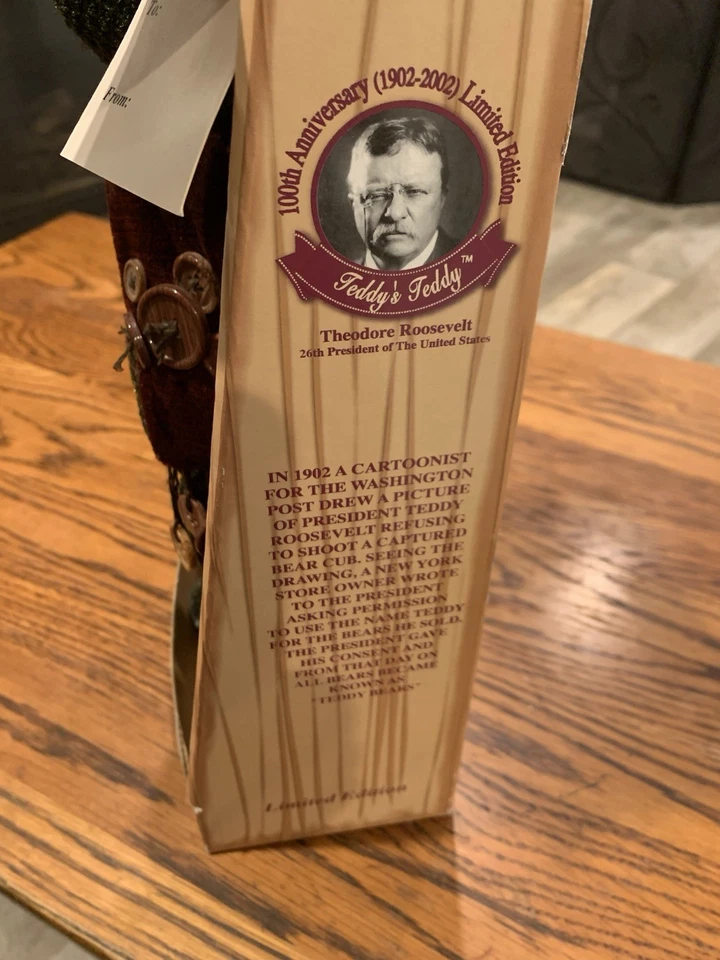 To:
From:
100th Anniversary (1902-2002) Limited Edition
Teddy's Teddy™
Theodore Roosevelt
26th President of The United States
IN 1902 A CARTOONIST
FOR THE WASHINGTON
POST DREW A PICTURE
OF PRESIDENT TEDDY
ROOSEVELT REFUSING
TO SHOOT A CAPTURED
BEAR CUB. SEEING THE
DRAWING, A NEW YORK
STORE OWNER WROTE
TO THE PRESIDENT
ASKING PERMISSION
TO USE THE NAME TEDDY
FOR THE BEARS HE SOLD.
THE PRESIDENT GAVE
HIS CONSENT AND
FROM THAT DAY ON
ALL BEARS BECAME
KNOWN AS
"TEDDY BEARS"
Limited Edition